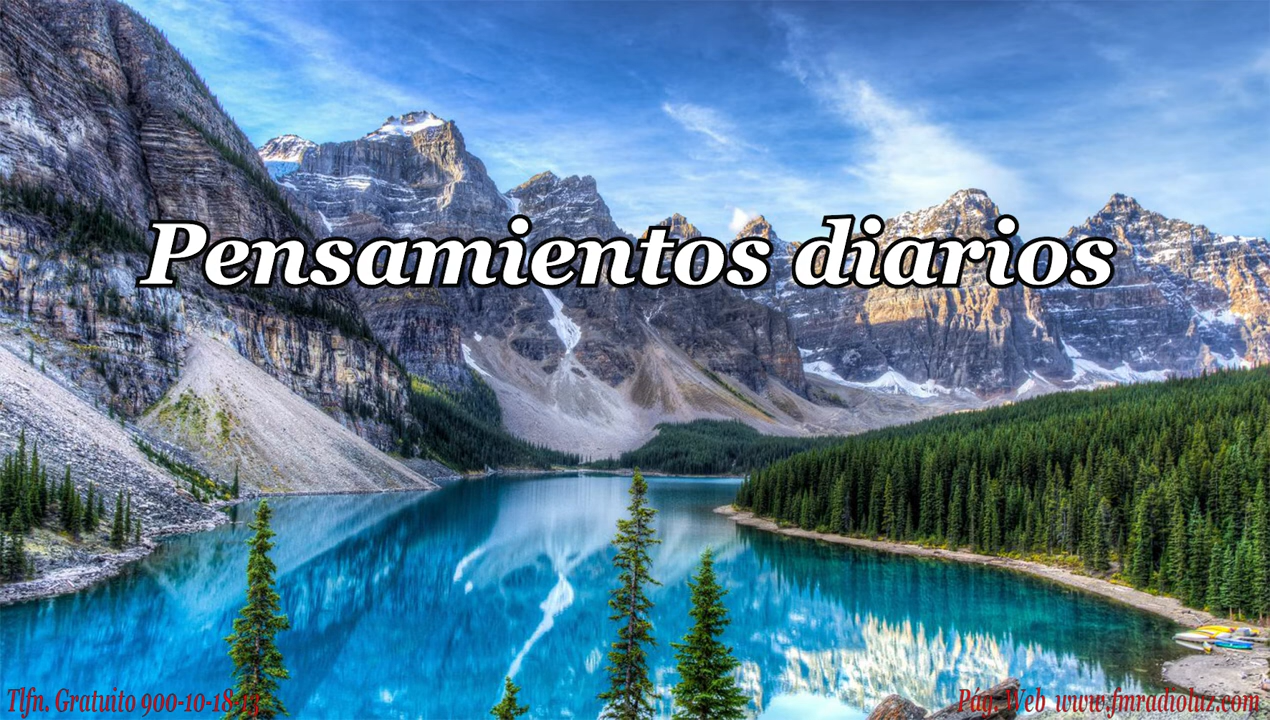 Pensamientos diarios
Tlfn. Gratuito 900-10-18-13
Pág. Web www.fmradioluz.com